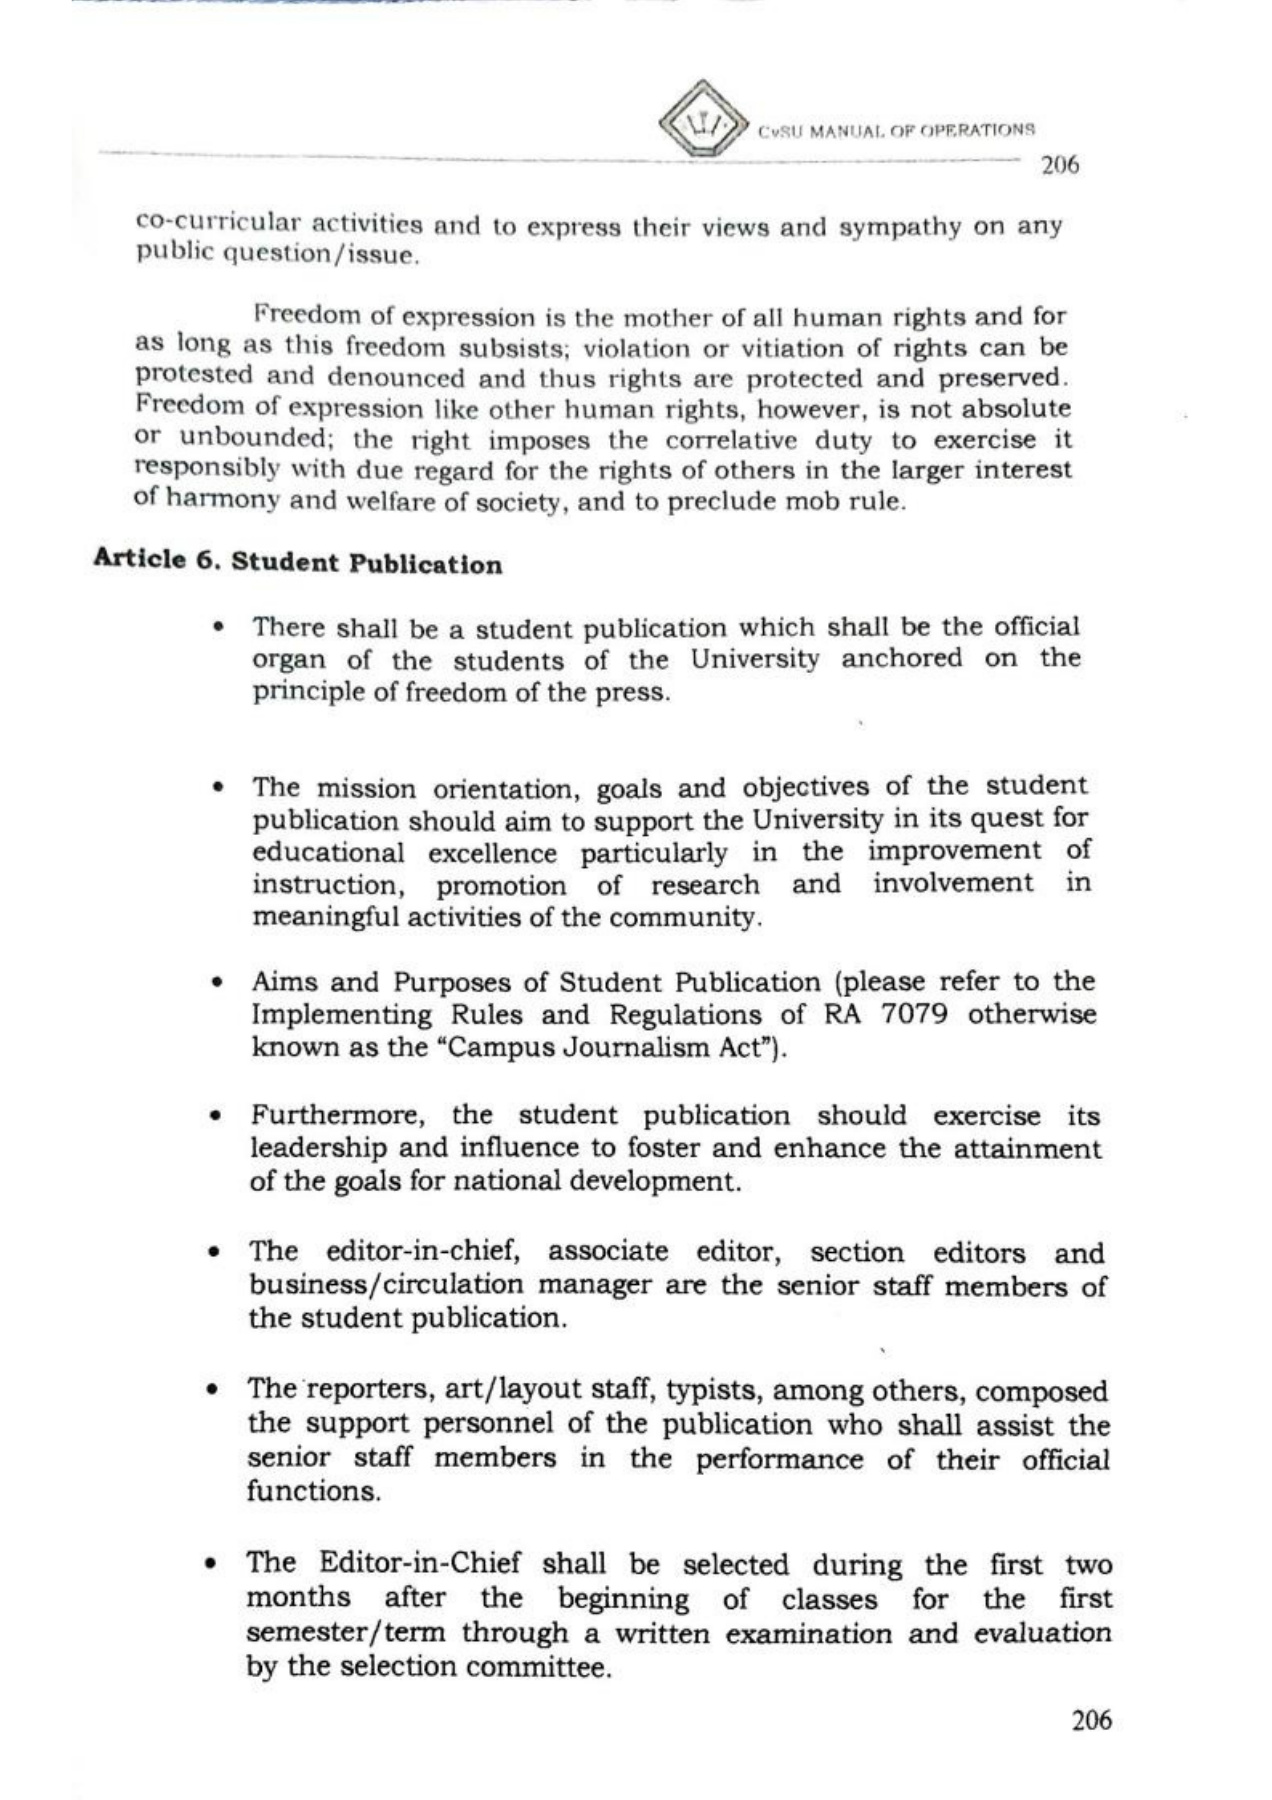 CvSU MANUAL OF OPERATIONS
206
co-curricular activities and to express their views and sympathy on any
public question/issue.
Freedom of expression is the mother of all human rights and for
as long as this freedom subsists; violation or vitiation of rights can be
protested and denounced and thus rights are protected and preserved.
Freedom of expression like other human rights, however, is not absolute
or unbounded; the right imposes the correlative duty to exercise it
responsibly with due regard for the rights of others in the larger interest
of harmony and welfare of society, and to preclude mob rule.
Article 6. Student Publication
• There shall be a student publication which shall be the official
organ of the students of the University anchored on the
principle of freedom of the press.
• The mission orientation, goals and objectives of the student
publication should aim to support the University in its quest for
educational excellence particularly in the improvement of
instruction, promotion of research and involvement in
meaningful activities of the community.
• Aims and Purposes of Student Publication (please refer to the
Implementing Rules and Regulations of RA 7079 otherwise
known as the “Campus Journalism Act”).
• Furthermore, the student publication should exercise its
leadership and influence to foster and enhance the attainment
of the goals for national development.
• The editor-in-chief, associate editor, section editors and
business/circulation manager are the senior staff members of
the student publication.
• The reporters, art/layout staff, typists, among others, composed
the support personnel of the publication who shall assist the
senior staff members in the performance of their official
functions.
• The Editor-in-Chief shall be selected during the first two
months after the beginning of classes for the first
semester/term through a written examination and evaluation
by the selection committee.
206